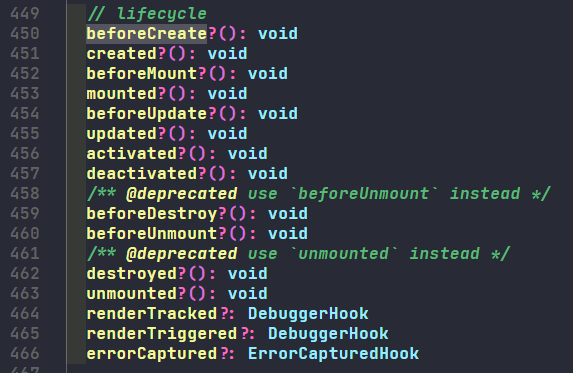 449 // lifecycle
450 beforeCreate?(): void
451 created?(): void
452 beforeMount?(): void
453 mounted?(): void
454 beforeUpdate?(): void
455 updated?(): void
456 activated?(): void
457 deactivated?(): void
458 /** @deprecated use `beforeUnmount` instead */
459 beforeDestroy?(): void
460 beforeUnmount?(): void
461 /** @deprecated use `unmounted` instead */
462 destroyed?(): void
463 unmounted?(): void
464 renderTracked?: DebuggerHook
465 renderTriggered?: DebuggerHook
466 errorCaptured?: ErrorCapturedHook
467